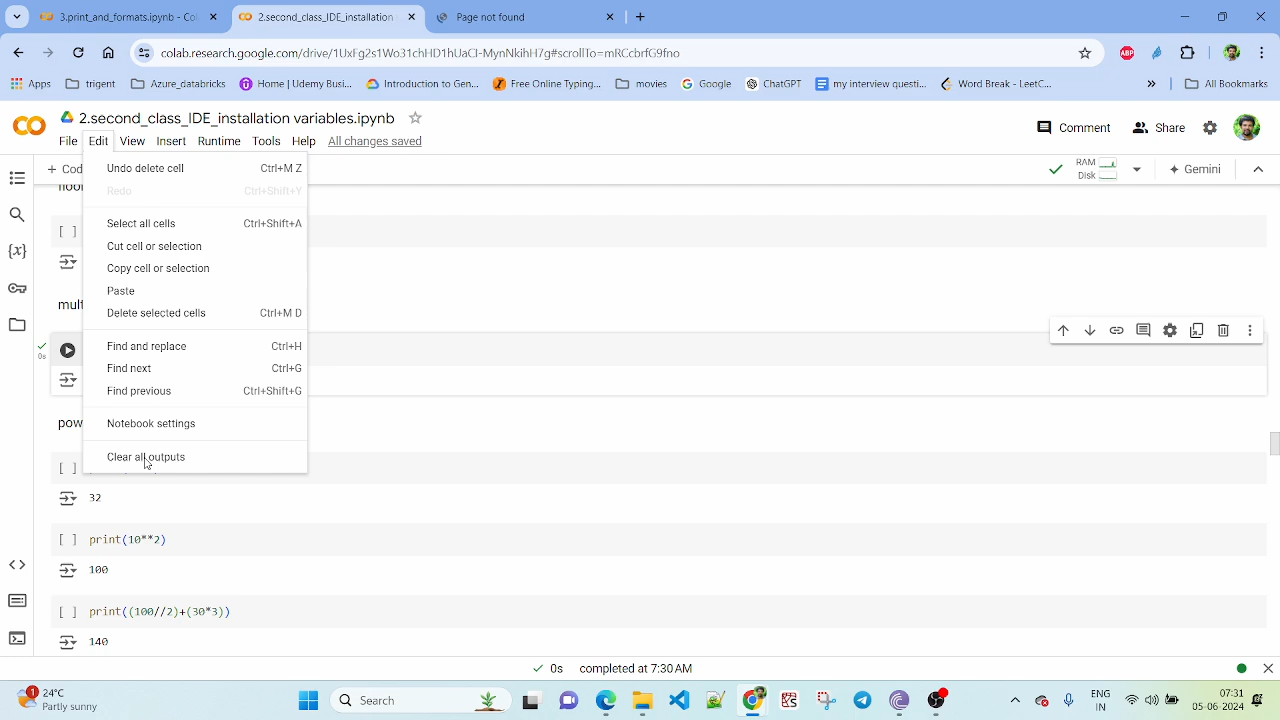 3.print_and_formats.ipynb - Col
2.second_class_IDE_installation
Page not found
colab.research.google.com/drive/1UxFg2s1Wo31chHD1hUaCI-MynNkihH7g#scrollTo=mRCcbrfG9fno
ABP
Apps
trigent
Azure_databricks
Home | Udemy Busi...
Introduction to Gen...
Free Online Typing...
movies
Google
ChatGPT
my interview questi...
Word Break - LeetC...
»
All Bookmarks
2.second_class_IDE_installation variables.ipynb
File Edit View Insert Runtime Tools Help All changes saved
Comment
Share
+ Cod
RAM
Disk
Gemini
Undo delete cell Ctrl+M Z
Redo Ctrl+Shift+Y
Select all cells Ctrl+Shift+A
Cut cell or selection
Copy cell or selection
Paste
Delete selected cells Ctrl+M D
Find and replace Ctrl+H
Find next Ctrl+G
Find previous Ctrl+Shift+G
Notebook settings
Clear all outputs
{x}
[ ]
mult
0s
pow
[ ]
32
[ ] print(10**2)
100
[ ] print((100//2)+(30*3))
140
0s completed at 7:30 AM
1
24°C
Partly sunny
Search
ENG
IN
07:31
05-06-2024